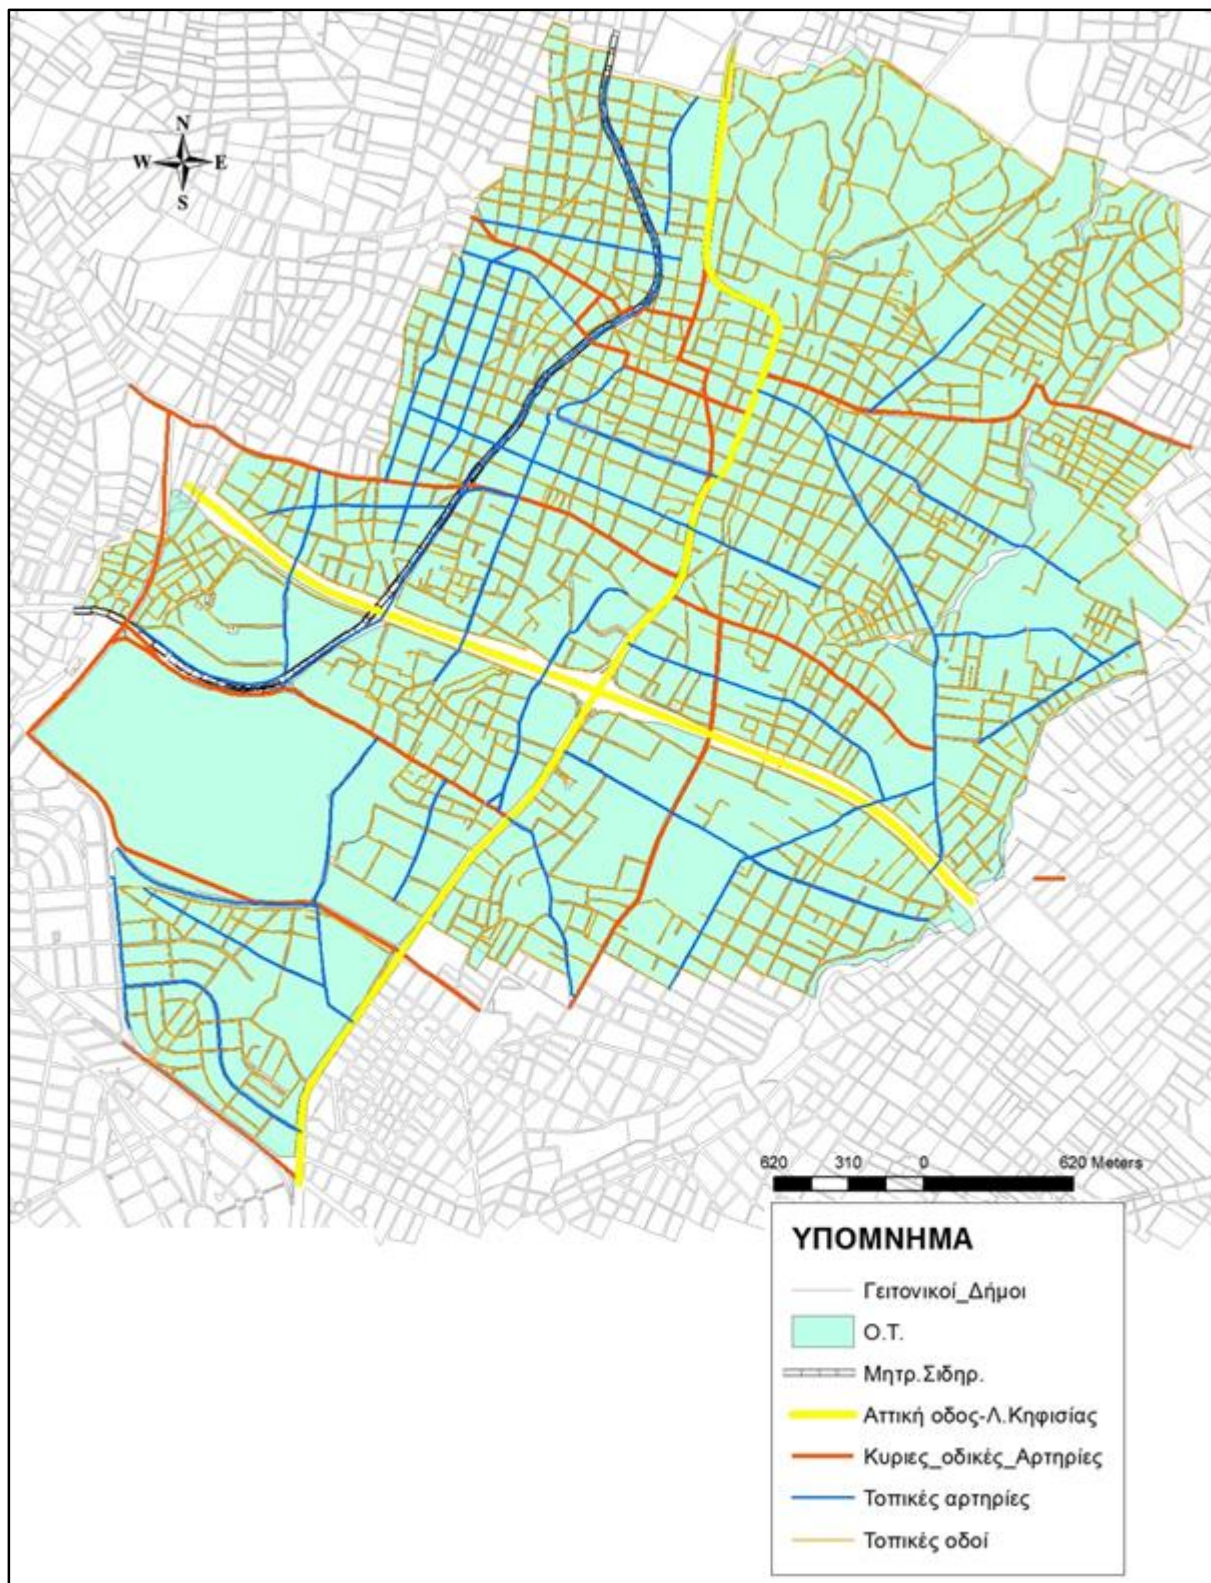 N
W E
S
620 310 0 620 Meters
ΥΠΟΜΝΗΜΑ
Γειτονικοί_Δήμοι
Ο.Τ.
Μητρ.Σιδηρ.
Αττική οδος-Λ.Κηφισίας
Κυριες_οδικές_Αρτηρίες
Τοπικές αρτηρίες
Τοπικές οδοί